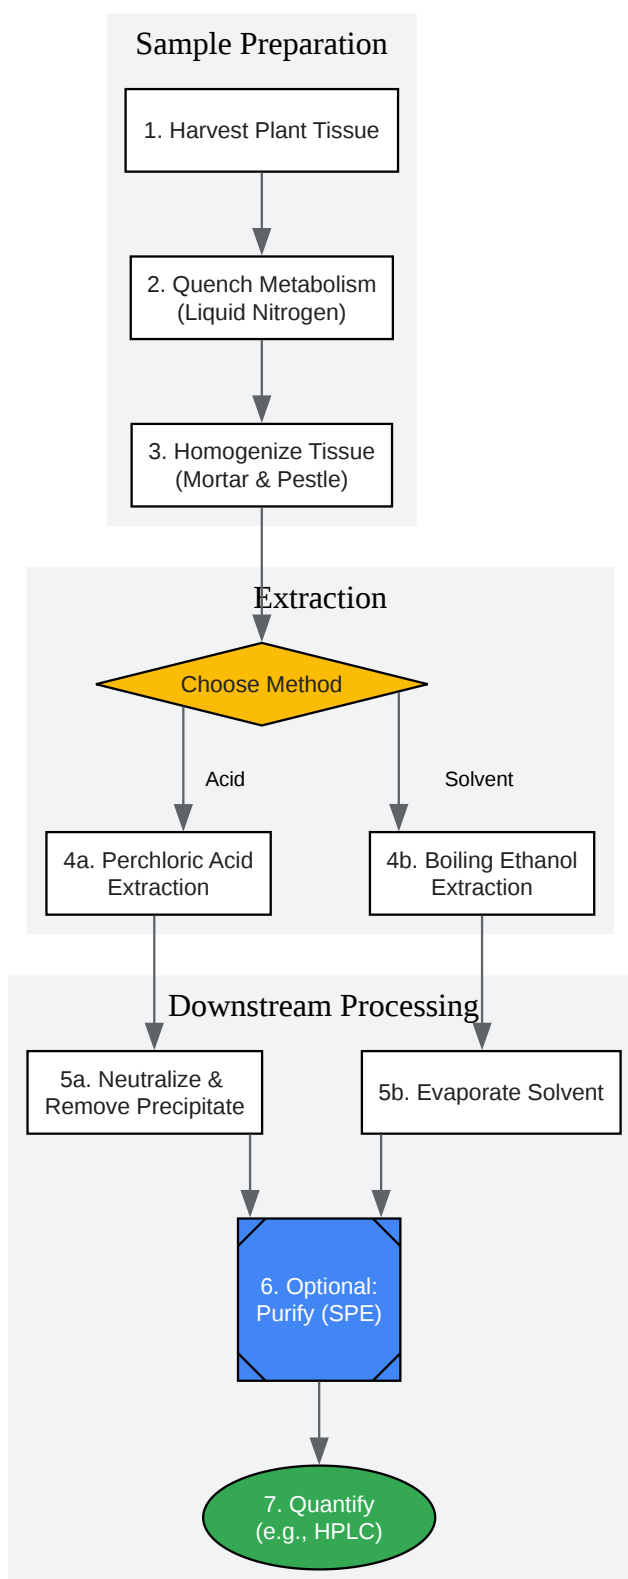 Sample Preparation
1. Harvest Plant Tissue
2. Quench Metabolism
(Liquid Nitrogen)
3. Homogenize Tissue
(Mortar & Pestle)
Extraction
Choose Method
Acid
Solvent
4a. Perchloric Acid
Extraction
4b. Boiling Ethanol
Extraction
Downstream Processing
5a. Neutralize &
Remove Precipitate
5b. Evaporate Solvent
6. Optional:
Purify (SPE)
7. Quantify
(e.g., HPLC)